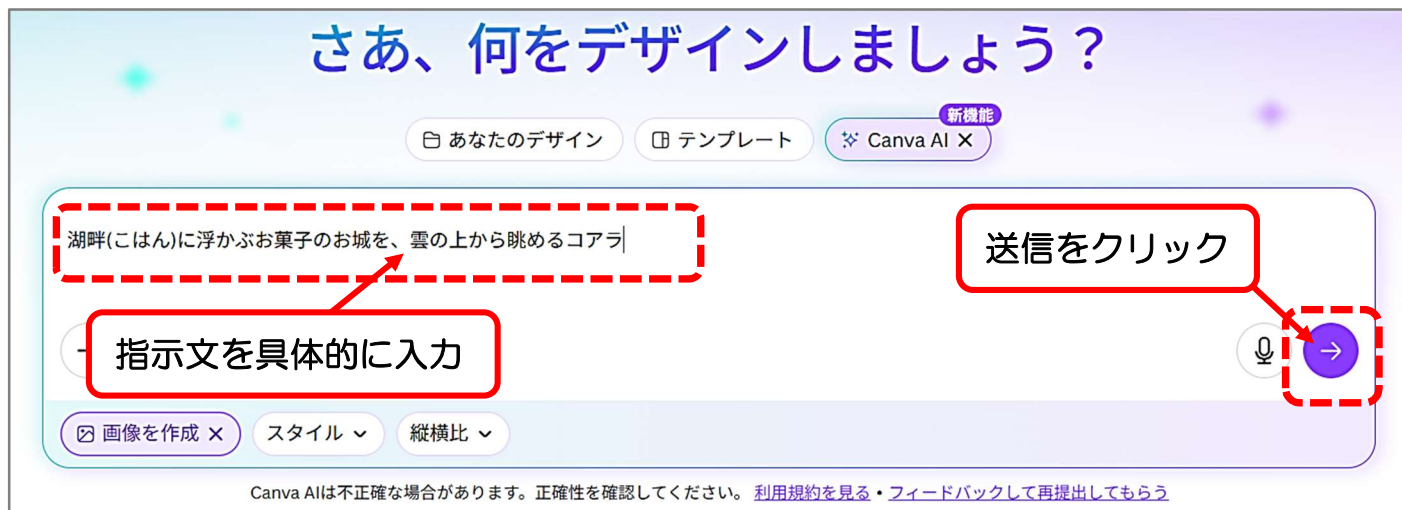 さあ、何をデザインしましょう？
新機能
あなたのデザイン
テンプレート
Canva AI
湖畔(こはん)に浮かぶお菓子のお城を、雲の上から眺めるコアラ
送信をクリック
指示文を具体的に入力
画像を作成
スタイル
縦横比
Canva AIは不正確な場合があります。正確性を確認してください。 利用規約を見る・フィードバックして再提出してもらう